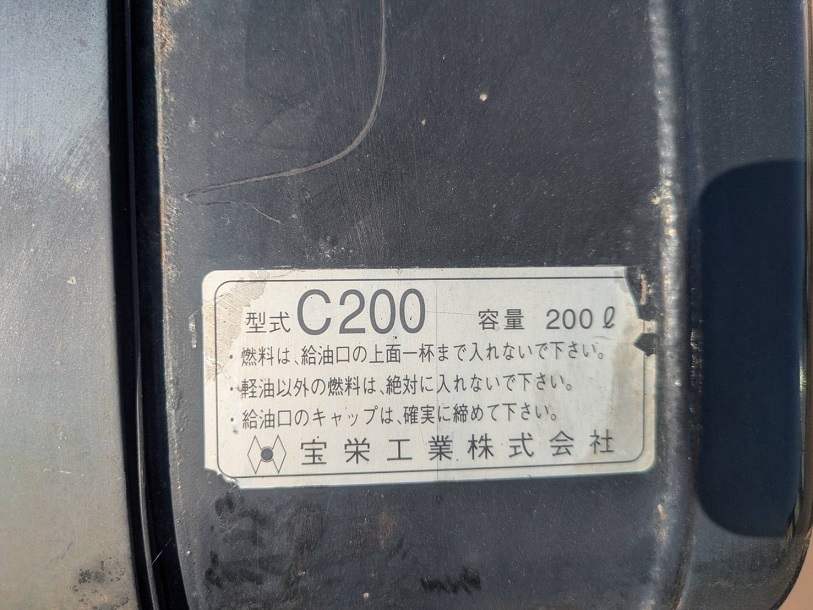 型式 C200 容量 200ℓ
・燃料は、給油口の上面一杯まで入れないで下さい。
・軽油以外の燃料は、絶対に入れないで下さい。
・給油口のキャップは、確実に締めて下さい。
宝栄工業株式会社